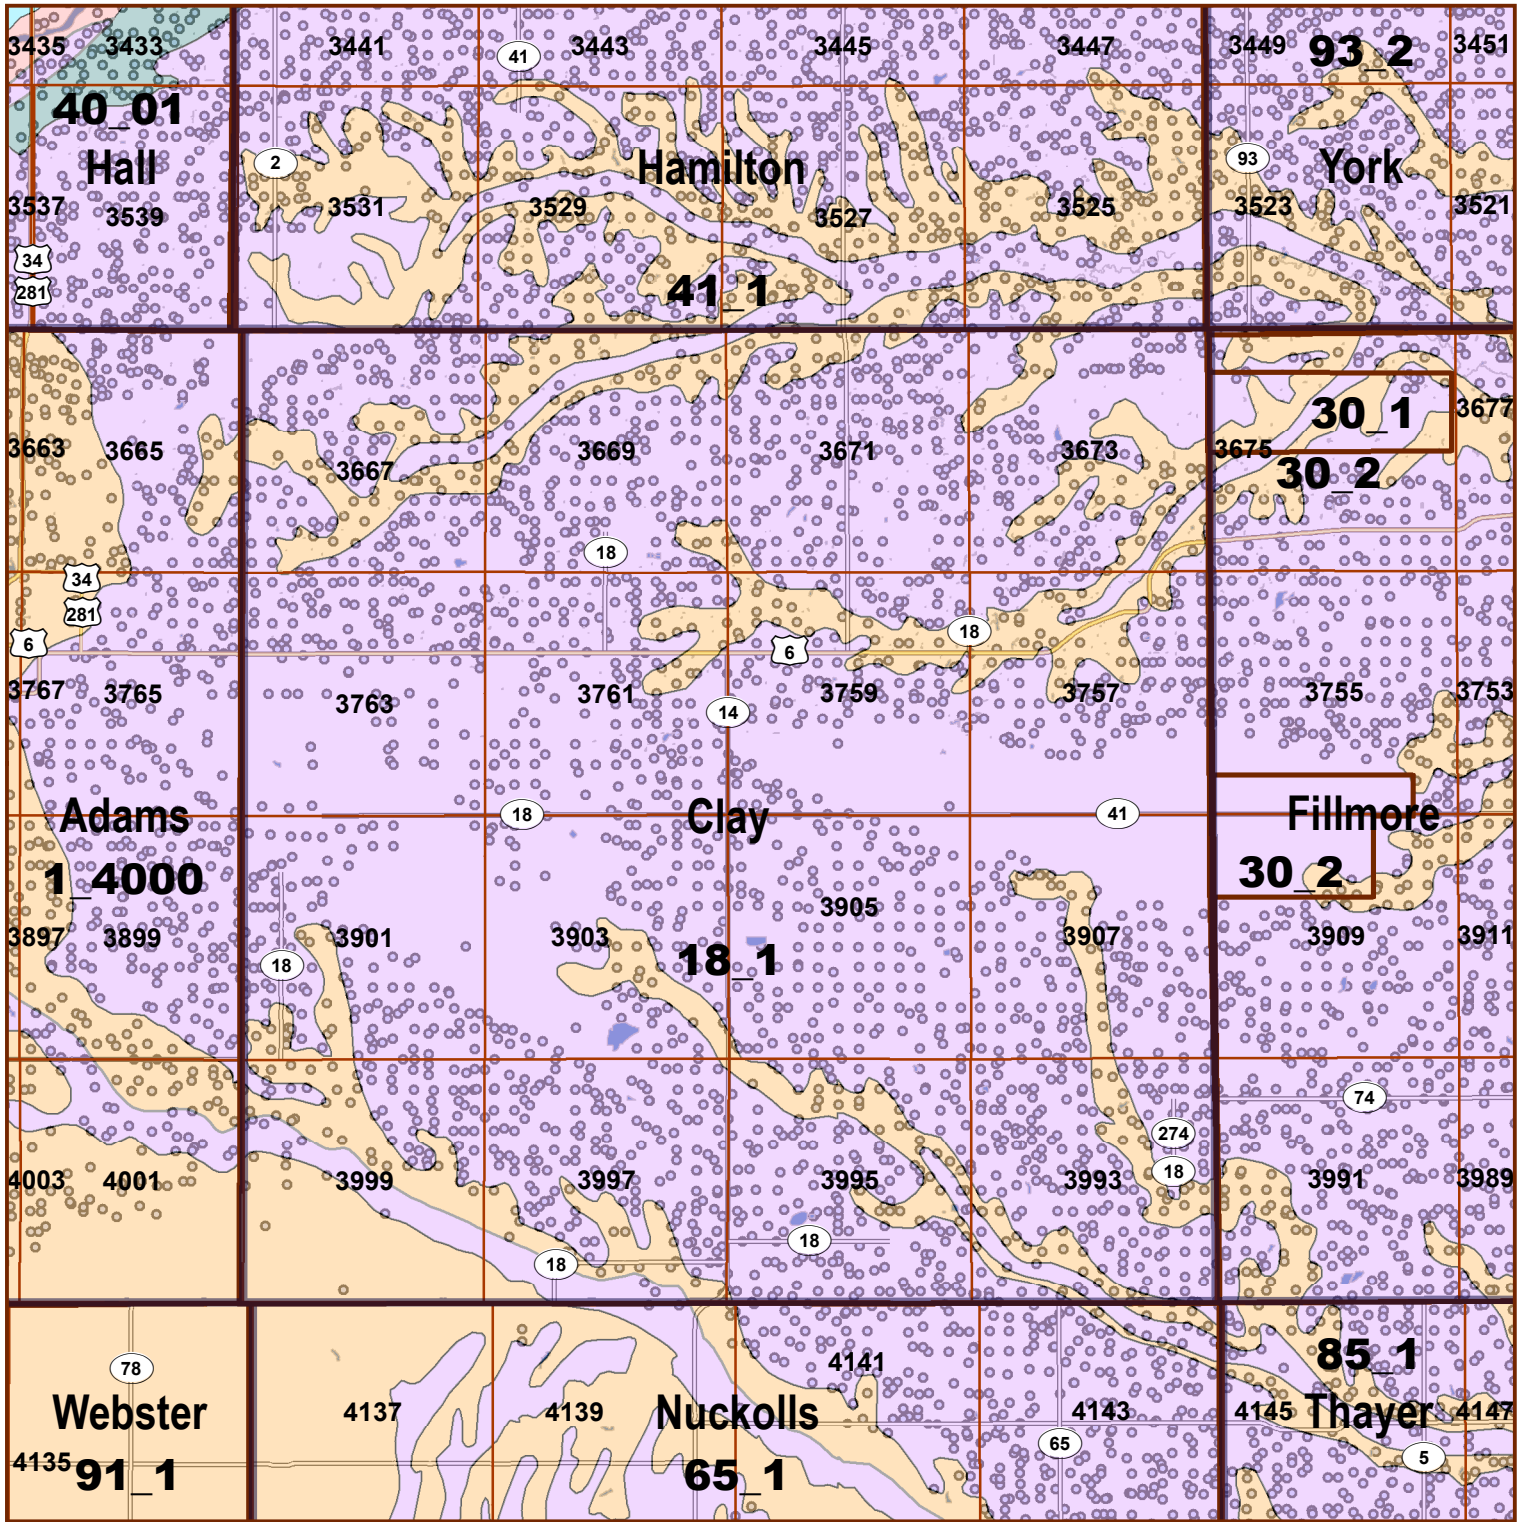 3435 3433 3441 41 3443 3445 3447 3449 93_2 3451
40_01
2 93
Hall Hamilton York
3537 3539 3531 3529 3527 3525 3523 3521
34
281 41_1
30_1 3677
3663 3665 3667 3669 3671 3673 3675
30_2
18
34
281
6 6 18
3767 3765 3763 3761 3759 3757 3755 3753
14
Adams 18 Clay 41 Fillmore
1_4000 30_2
3905
3897 3899 3901 3903 3907 3909 3911
18 18_1
74
274
18
4003 4001 3999 3997 3995 3993 3991 3989
18
18
85_1
78 4141
Webster 4137 4139 Nuckolls 4143 4145 Thayer 4147
65 5
4135 91_1 65_1